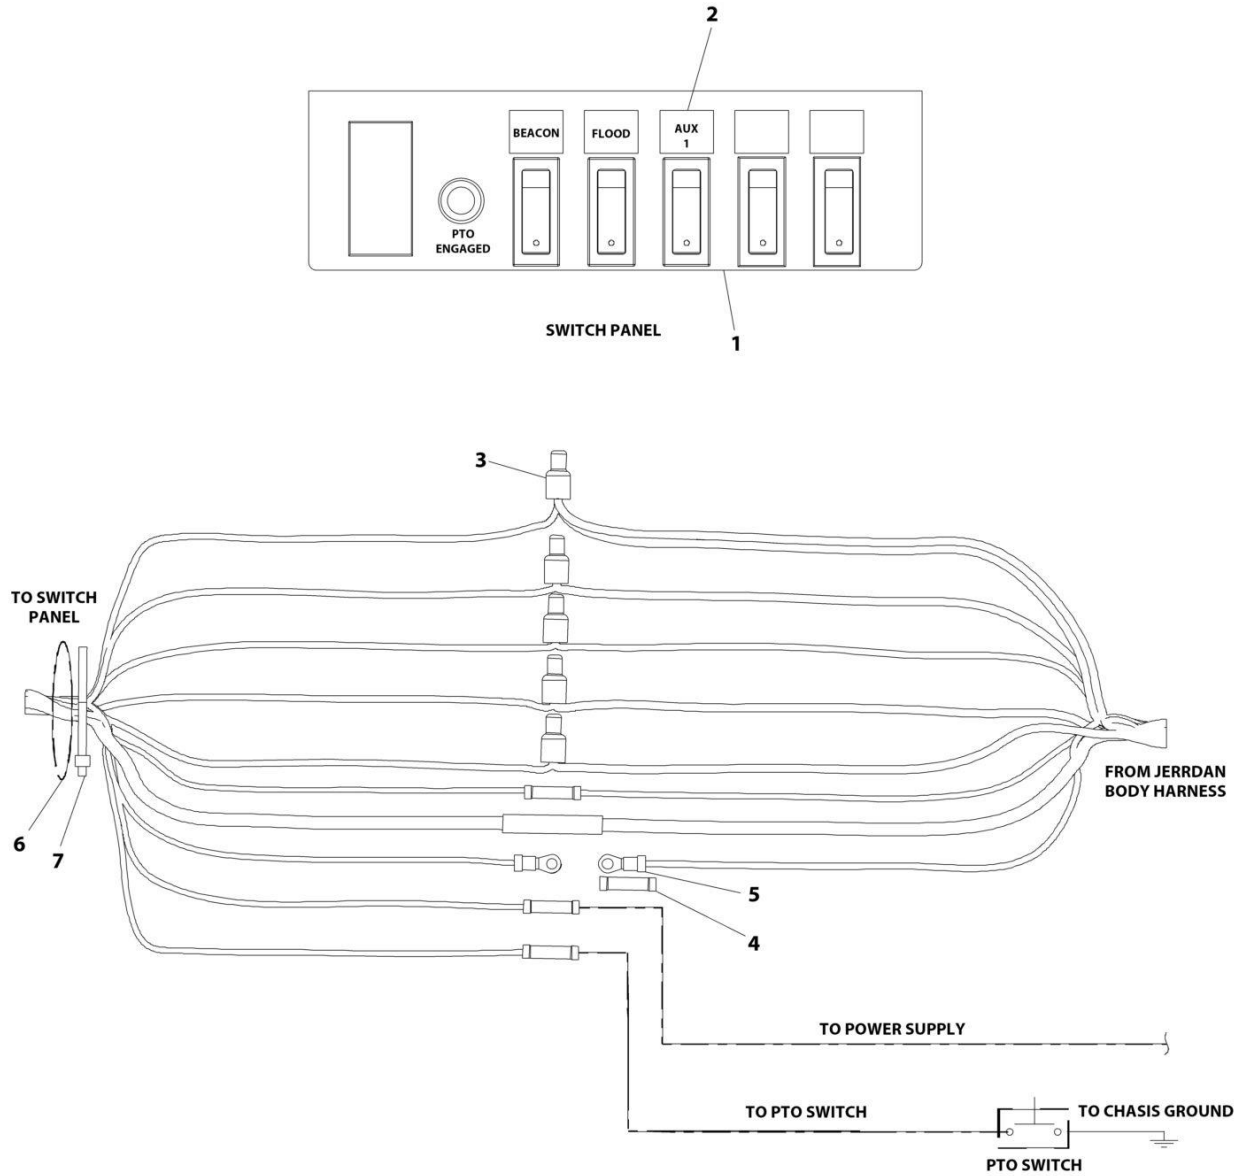 2
BEACON
FLOOD
AUX
1
PTO
ENGAGED
SWITCH PANEL
1
3
TO SWITCH
PANEL
FROM JERRDAN
BODY HARNESS
6
7
5
4
TO POWER SUPPLY
TO PTO SWITCH
TO CHASIS GROUND
PTO SWITCH